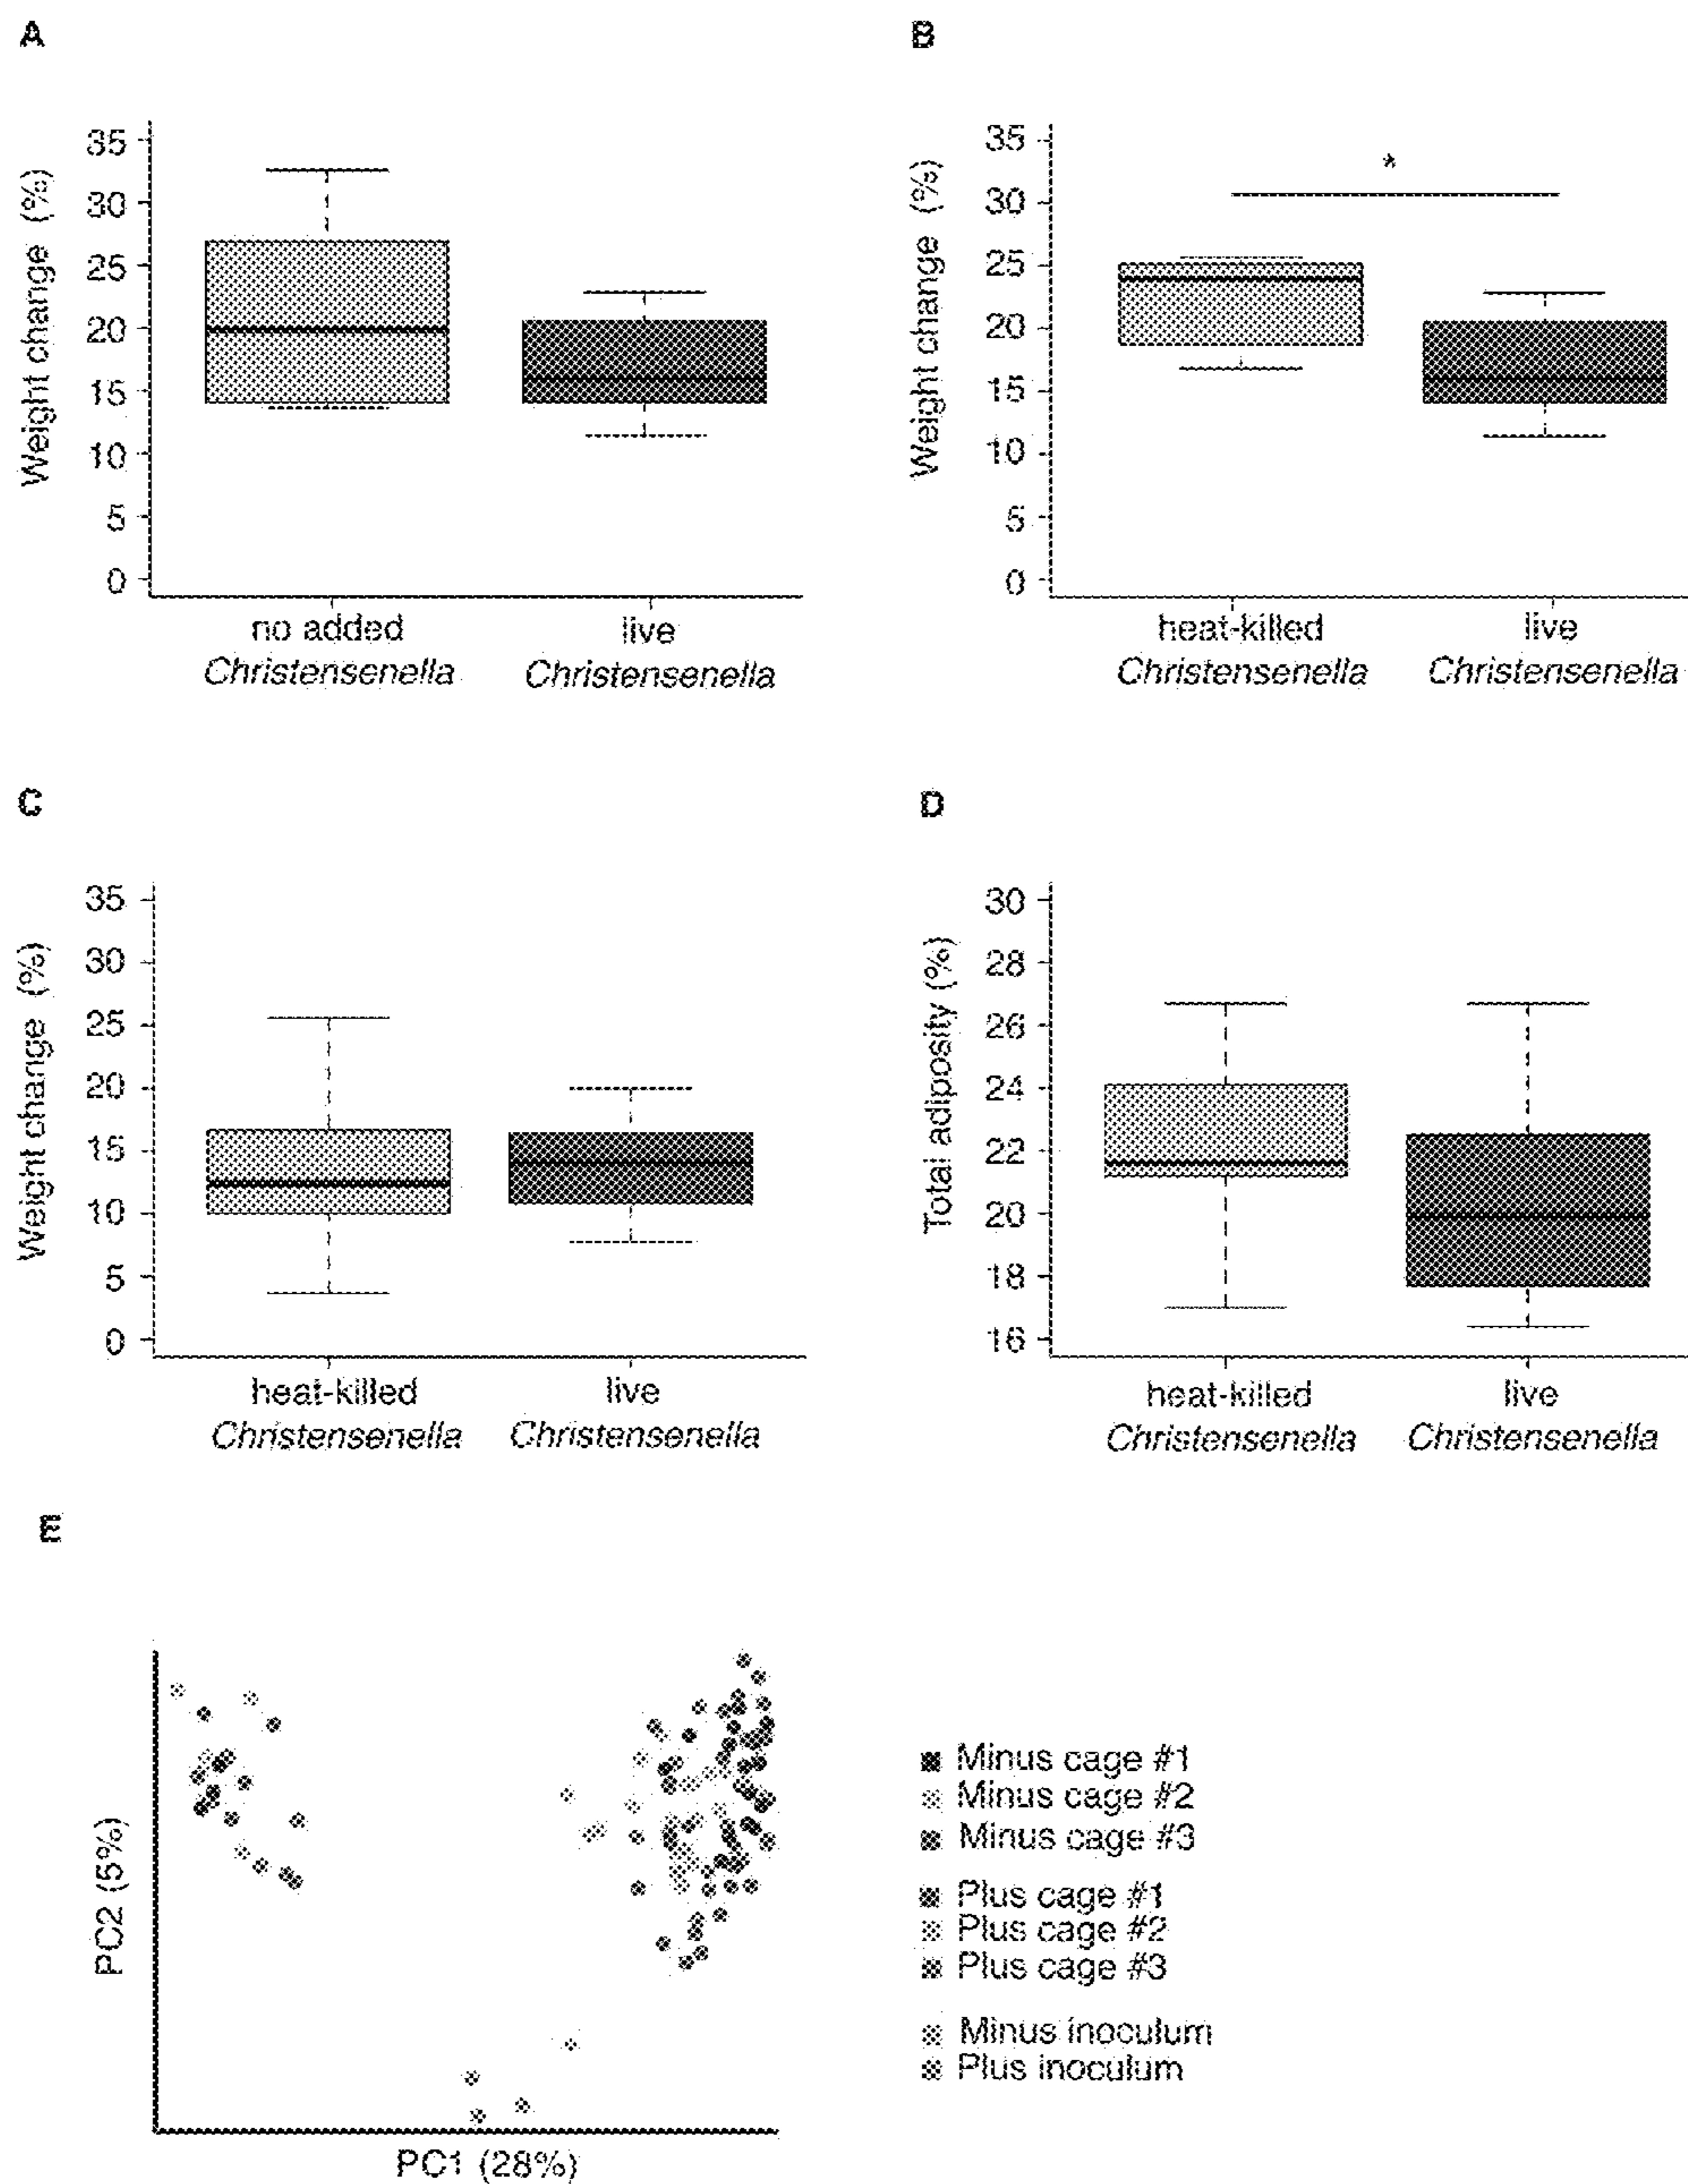 A
Weight change (%)
35
30
25
20
15
10
5
0
no added
Christensenella
live
Christensenella
B
Weight change (%)
35
30
25
20
15
10
5
0
*
heat-killed
Christensenella
live
Christensenella
C
Weight change (%)
35
30
25
20
15
10
5
0
heat-killed
Christensenella
live
Christensenella
D
Total adiposity (%)
30
28
26
24
22
20
18
16
heat-killed
Christensenella
live
Christensenella
E
PC2 (5%)
PC1 (28%)
Minus cage #1
Minus cage #2
Minus cage #3
Plus cage #1
Plus cage #2
Plus cage #3
Minus inoculum
Plus inoculum